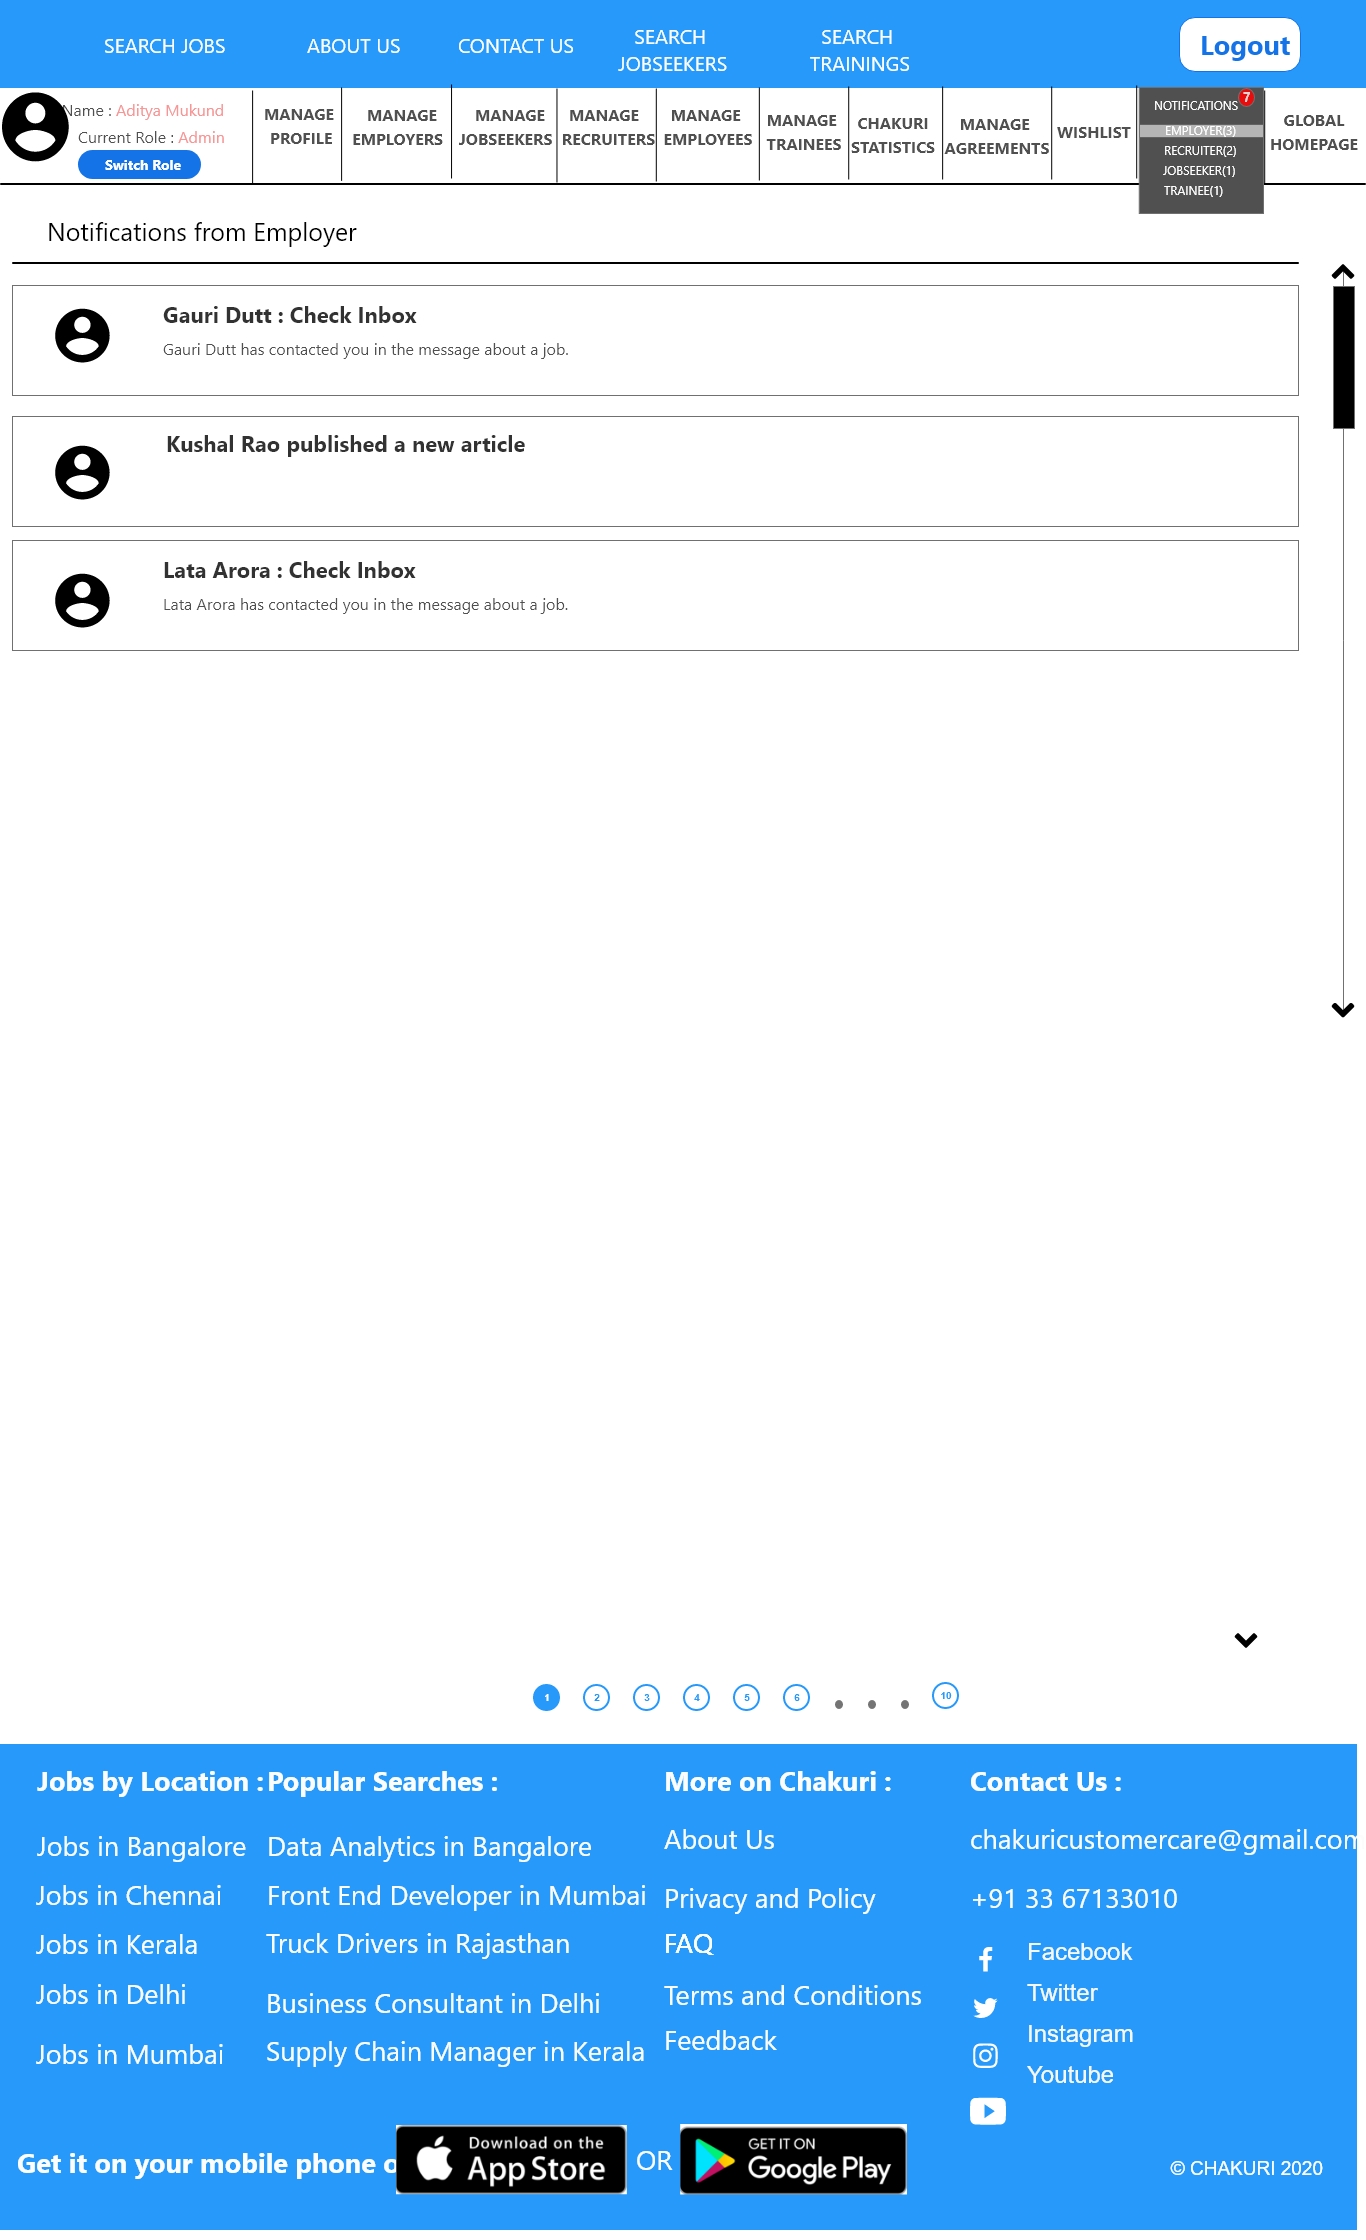 SEARCH JOBS
ABOUT US
CONTACT US
SEARCH
JOBSEEKERS
SEARCH
TRAININGS
Logout
Name : Aditya Mukund
Current Role : Admin
Switch Role
MANAGE
PROFILE
MANAGE
EMPLOYERS
MANAGE
JOBSEEKERS
MANAGE
RECRUITERS
MANAGE
EMPLOYEES
MANAGE
TRAINEES
CHAKURI
STATISTICS
MANAGE
AGREEMENTS
WISHLIST
NOTIFICATIONS
7
EMPLOYER(3)
RECRUITER(2)
JOBSEEKER(1)
TRAINEE(1)
GLOBAL
HOMEPAGE
Notifications from Employer
Gauri Dutt : Check Inbox
Gauri Dutt has contacted you in the message about a job.
Kushal Rao published a new article
Lata Arora : Check Inbox
Lata Arora has contacted you in the message about a job.
1 2 3 4 5 6 . . . 10
Jobs by Location :
Jobs in Bangalore
Jobs in Chennai
Jobs in Kerala
Jobs in Delhi
Jobs in Mumbai
Popular Searches :
Data Analytics in Bangalore
Front End Developer in Mumbai
Truck Drivers in Rajasthan
Business Consultant in Delhi
Supply Chain Manager in Kerala
More on Chakuri :
About Us
Privacy and Policy
FAQ
Terms and Conditions
Feedback
Contact Us :
chakuricustomercare@gmail.com
+91 33 67133010
Facebook
Twitter
Instagram
Youtube
Get it on your mobile phone o
Download on the
App Store
OR
GET IT ON
Google Play
© CHAKURI 2020